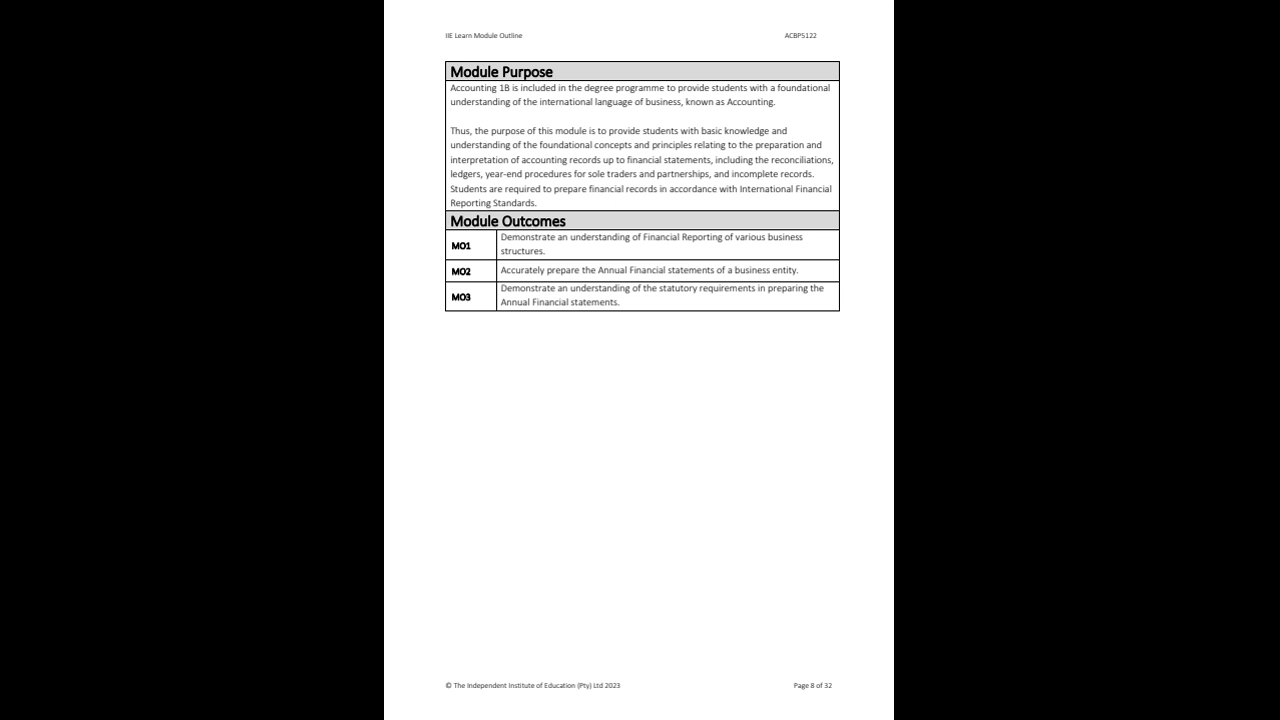 IIE Learn Module Outline ACBP5122
Module Purpose
Accounting 1B is included in the degree programme to provide students with a foundational
understanding of the international language of business, known as Accounting.
Thus, the purpose of this module is to provide students with basic knowledge and
understanding of the foundational concepts and principles relating to the preparation and
interpretation of accounting records up to financial statements, including the reconciliations,
ledgers, year-end procedures for sole traders and partnerships, and incomplete records.
Students are required to prepare financial records in accordance with International Financial
Reporting Standards.
Module Outcomes
MO1 Demonstrate an understanding of Financial Reporting of various business
structures.
MO2 Accurately prepare the Annual Financial statements of a business entity.
MO3 Demonstrate an understanding of the statutory requirements in preparing the
Annual Financial statements.
© The Independent Institute of Education (Pty) Ltd 2023 Page 8 of 32